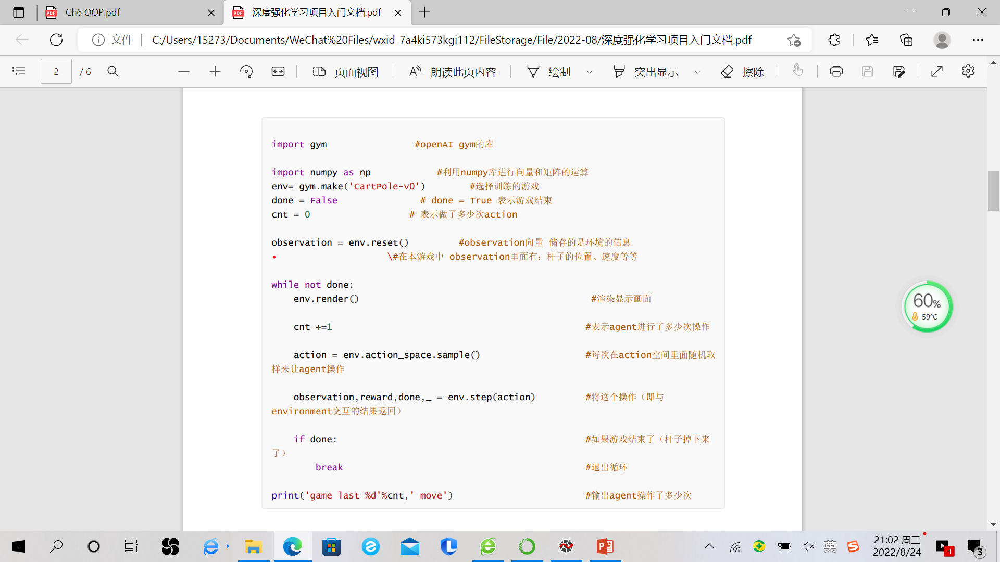 Ch6 OOP.pdf
深度强化学习项目入门文档.pdf
文件
C:/Users/15273/Documents/WeChat%20Files/wxid_7a4ki573kgi112/FileStorage/File/2022-08/深度强化学习项目入门文档.pdf
2 / 6 页面视图 朗读此页内容 绘制 突出显示 擦除
import gym #openAI gym的库
import numpy as np #利用numpy库进行向量和矩阵的运算
env= gym.make('CartPole-v0') #选择训练的游戏
done = False # done = True 表示游戏结束
cnt = 0 # 表示做了多少次action
observation = env.reset() #observation向量 储存的是环境的信息
• \#在本游戏中 observation里面有：杆子的位置、速度等等
while not done:
env.render() #渲染显示画面
cnt +=1 #表示agent进行了多少次操作
action = env.action_space.sample() #每次在action空间里面随机取
样来让agent操作
observation,reward,done,_ = env.step(action) #将这个操作（即与
environment交互的结果返回）
if done: #如果游戏结束了（杆子掉下来
了）
break #退出循环
print('game last %d'%cnt,' move') #输出agent操作了多少次
60%
59°C
英
21:02 周三
2022/8/24
4
3